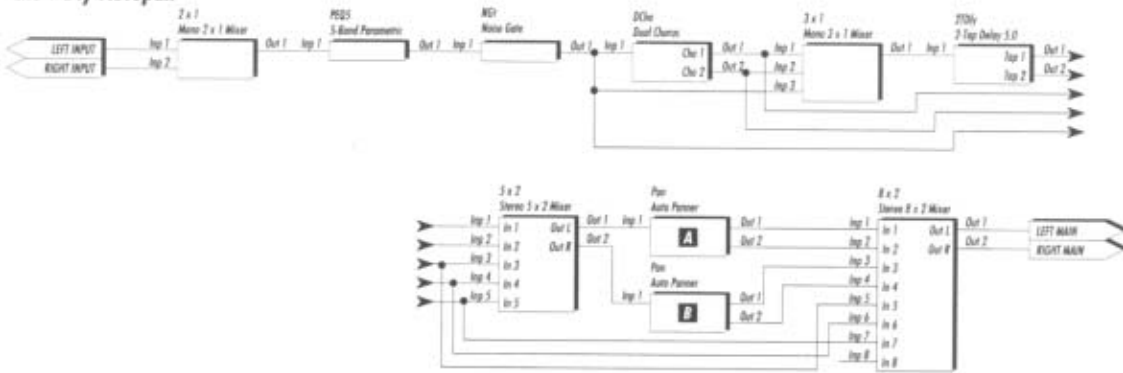 2 x 1
Mono 2 x 1 Mixer
PEQ5
5-Band Parametric
NGt
Noise Gate
DCho
Dual Chorus
3 x 1
Mono 3 x 1 Mixer
2TDly
2-Tap Delay 5.0
LEFT INPUT
RIGHT INPUT
Inp 1
Inp 2
Out 1
Inp 1
Out 1
Inp 1
Out 1
Inp 1
Cho 1
Cho 2
Out 1
Out 2
Inp 1
Inp 2
Inp 3
Out 1
Inp 1
Tap 1
Tap 2
Out 1
Out 2
5 x 2
Stereo 5 x 2 Mixer
Pan
Auto Panner
8 x 2
Stereo 8 x 2 Mixer
Inp 1
Inp 2
Inp 3
Inp 4
Inp 5
In 1
In 2
In 3
In 4
In 5
Out L
Out R
Out 1
Out 2
Inp 1
A
Out 1
Out 2
Pan
Auto Panner
Inp 1
B
Out 1
Out 2
Inp 1
Inp 2
Inp 3
Inp 4
Inp 5
Inp 6
Inp 7
Inp 8
In 1
In 2
In 3
In 4
In 5
In 6
In 7
In 8
Out L
Out R
Out 1
Out 2
LEFT MAIN
RIGHT MAIN